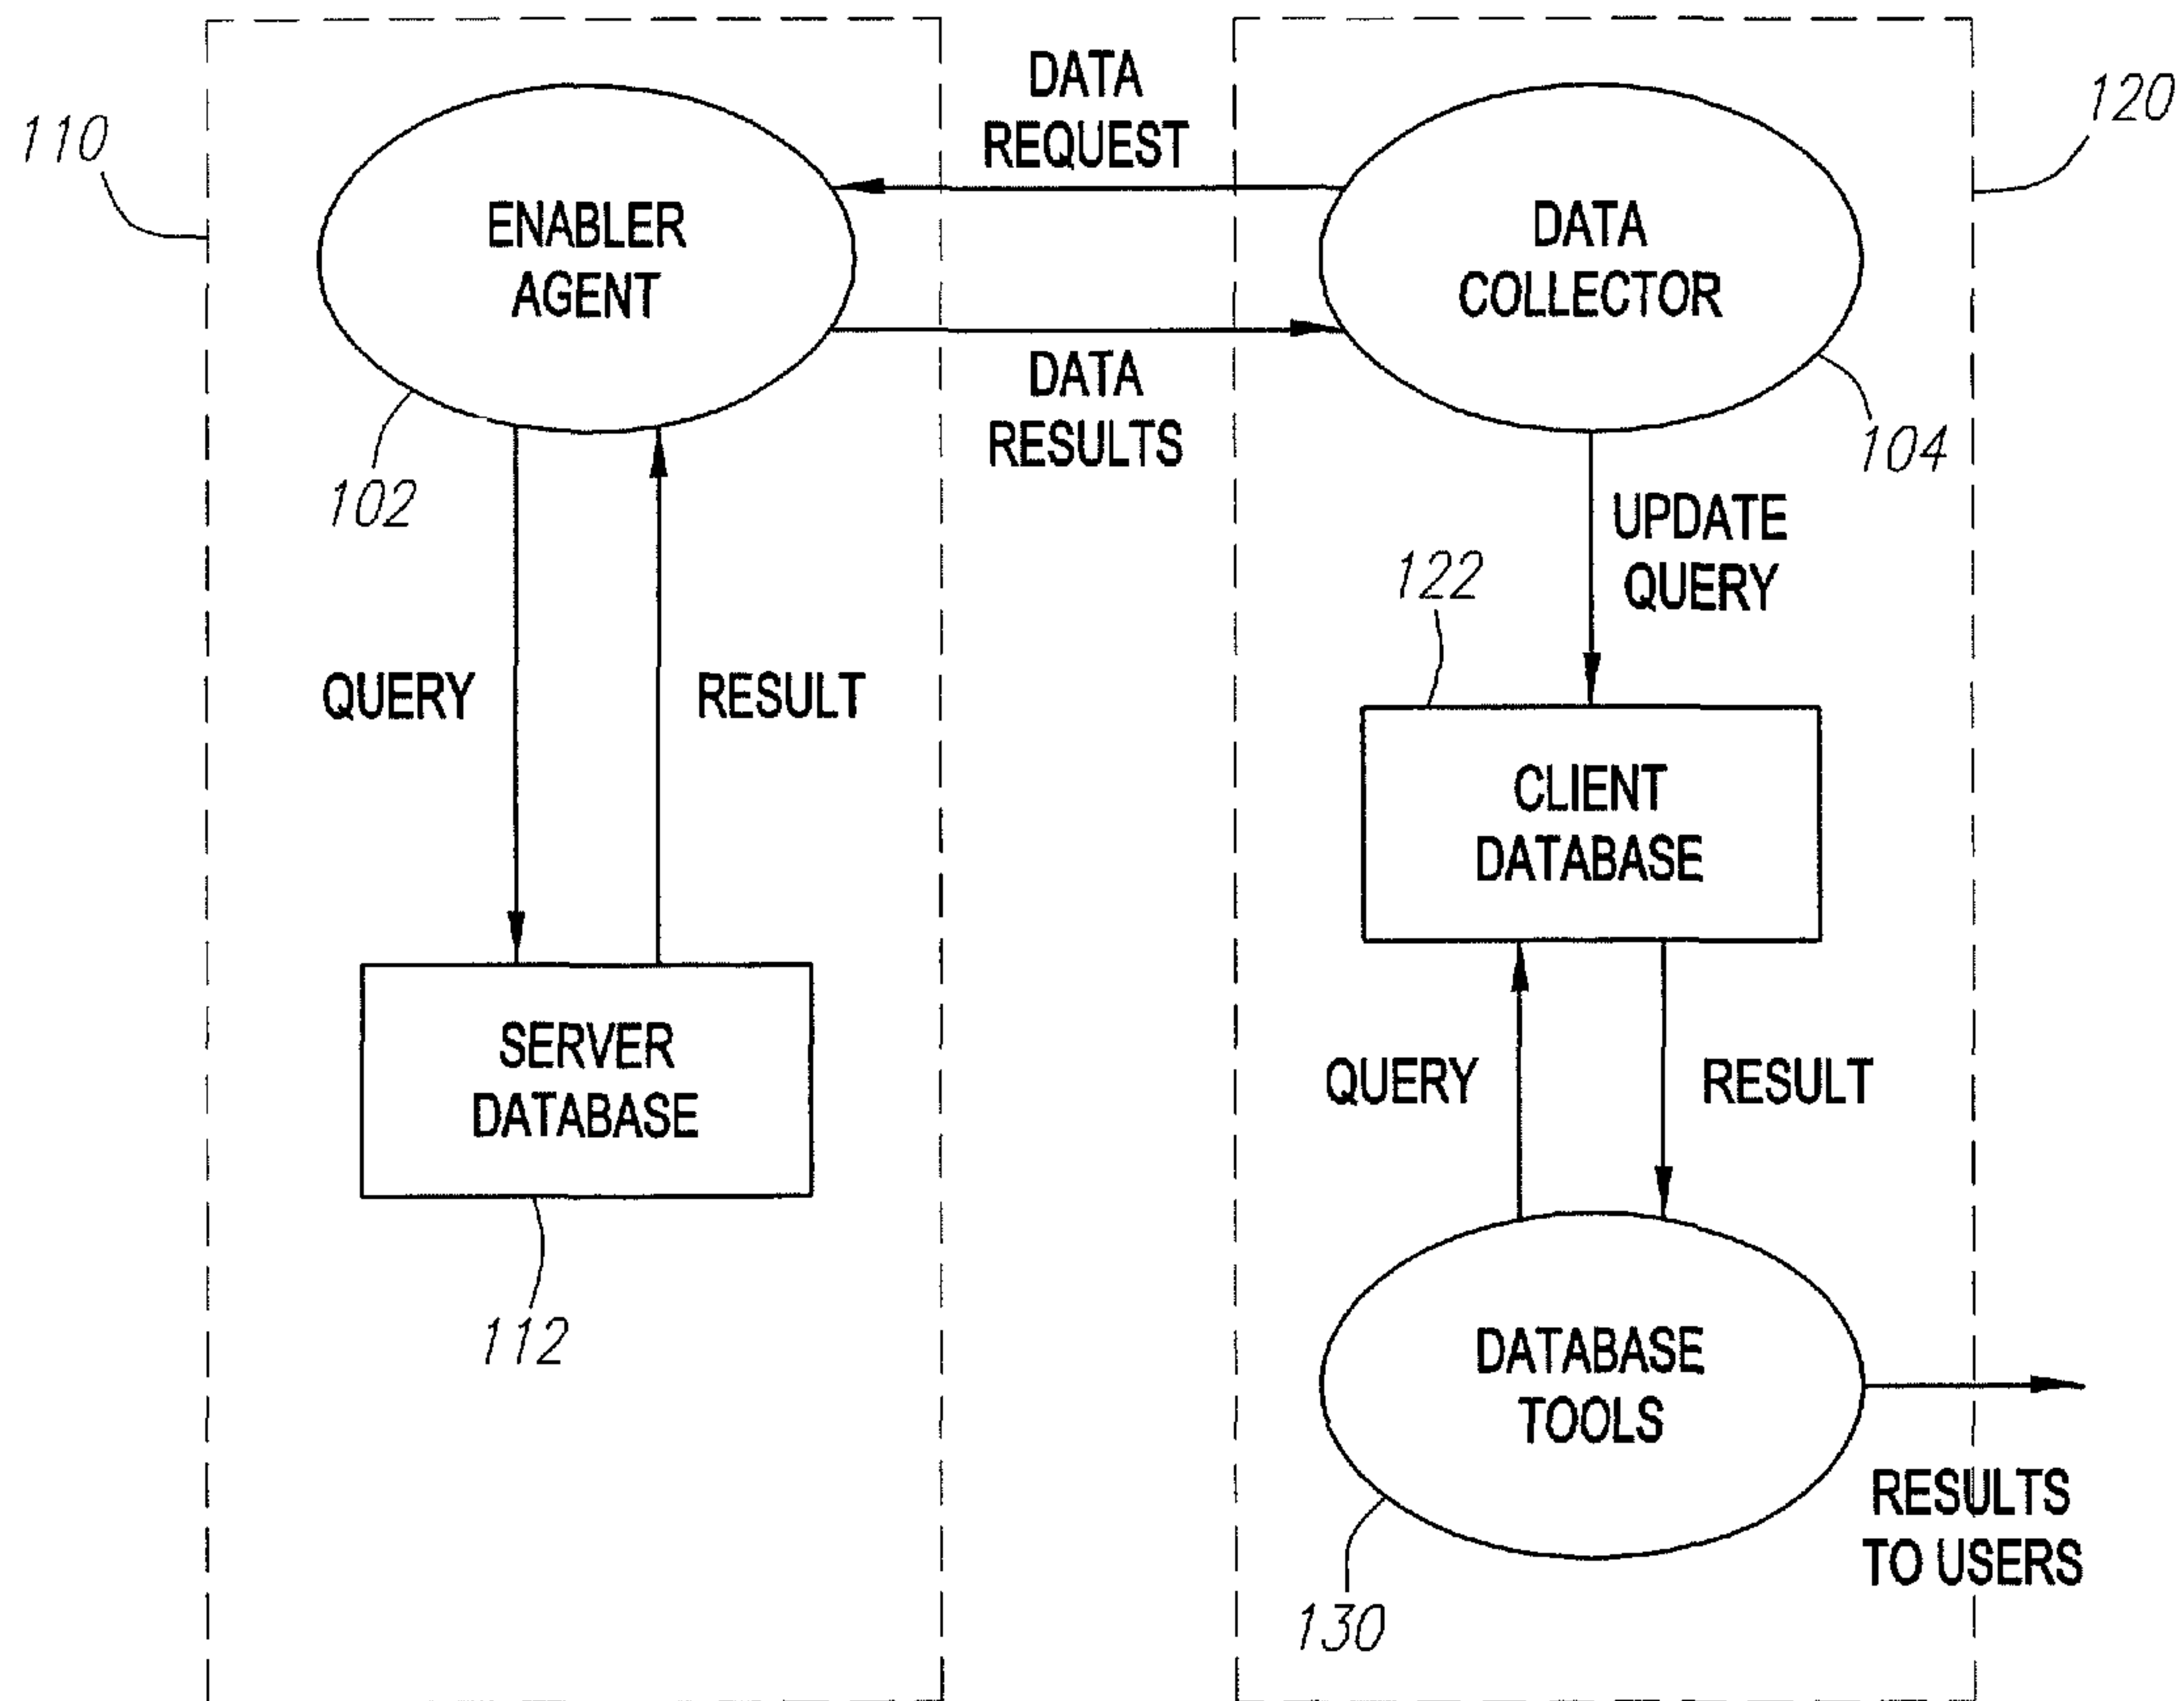 110
120
DATA
REQUEST
ENABLER
AGENT
DATA
COLLECTOR
DATA
RESULTS
102
104
UPDATE
QUERY
122
QUERY
RESULT
CLIENT
DATABASE
SERVER
DATABASE
QUERY
RESULT
112
DATABASE
TOOLS
RESULTS
TO USERS
130